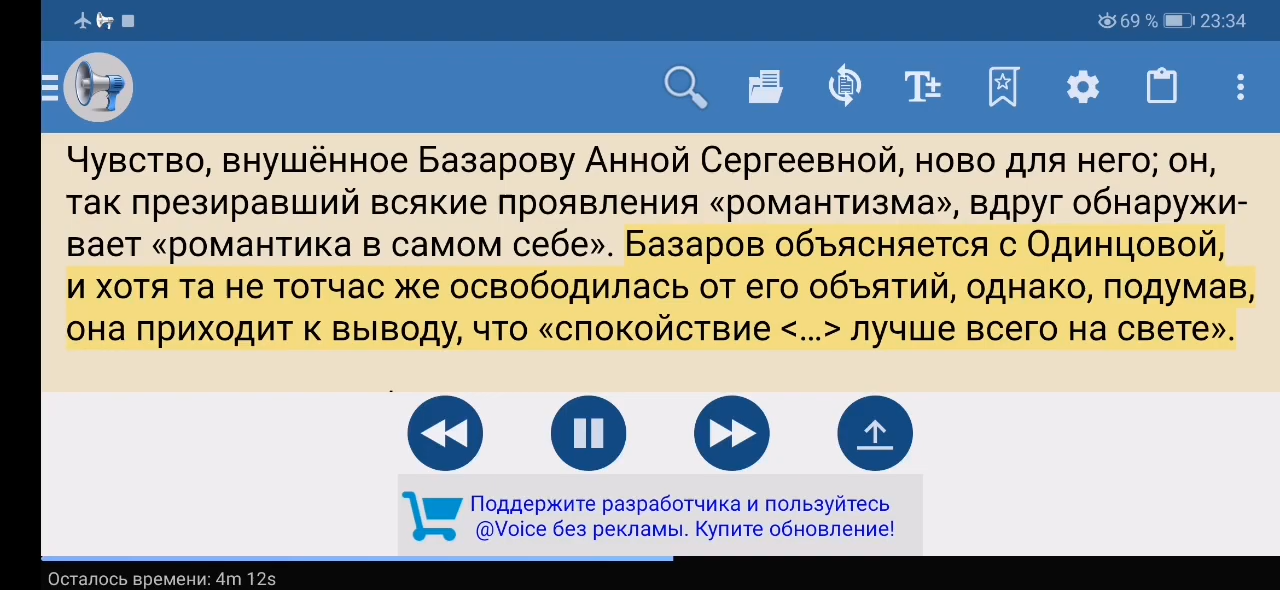 69 % 23:34
T±
Чувство, внушённое Базарову Анной Сергеевной, ново для него; он,
так презиравший всякие проявления «романтизма», вдруг обнаружи-
вает «романтика в самом себе». Базаров объясняется с Одинцовой,
и хотя та не тотчас же освободилась от его объятий, однако, подумав,
она приходит к выводу, что «спокойствие <...> лучше всего на свете».
Поддержите разработчика и пользуйтесь
@Voice без рекламы. Купите обновление!
Осталось времени: 4m 12s